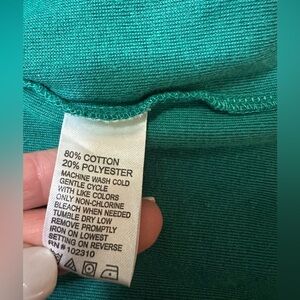 80% COTTON
20% POLYESTER
MACHINE WASH COLD
GENTLE CYCLE
WITH LIKE COLORS
ONLY NON-CHLORINE
BLEACH WHEN NEEDED
TUMBLE DRY LOW
REMOVE PROMPTLY
IRON ON LOWEST
SETTING ON REVERSE
RN # 102310